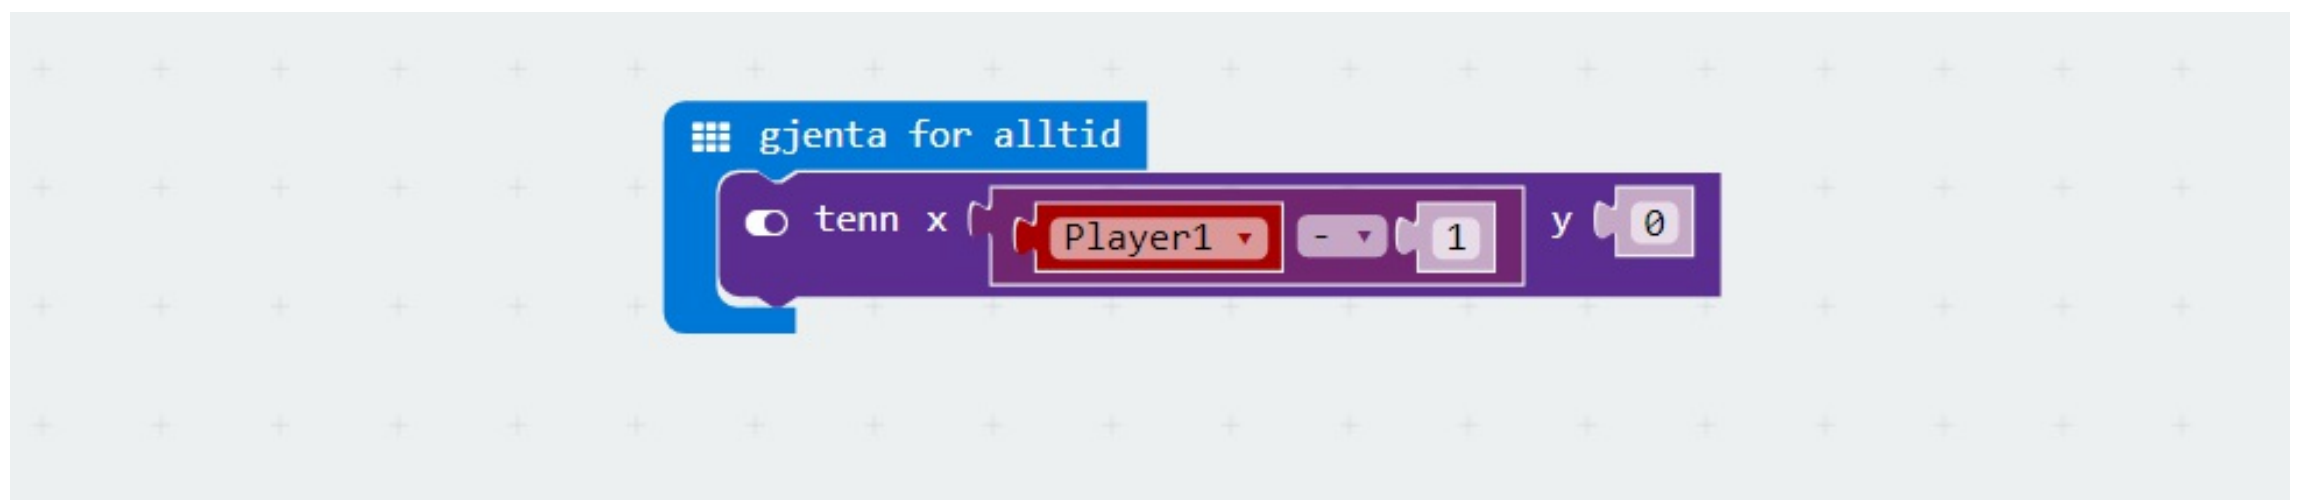 gjenta for alltid
tenn x Player1 - 1 y 0